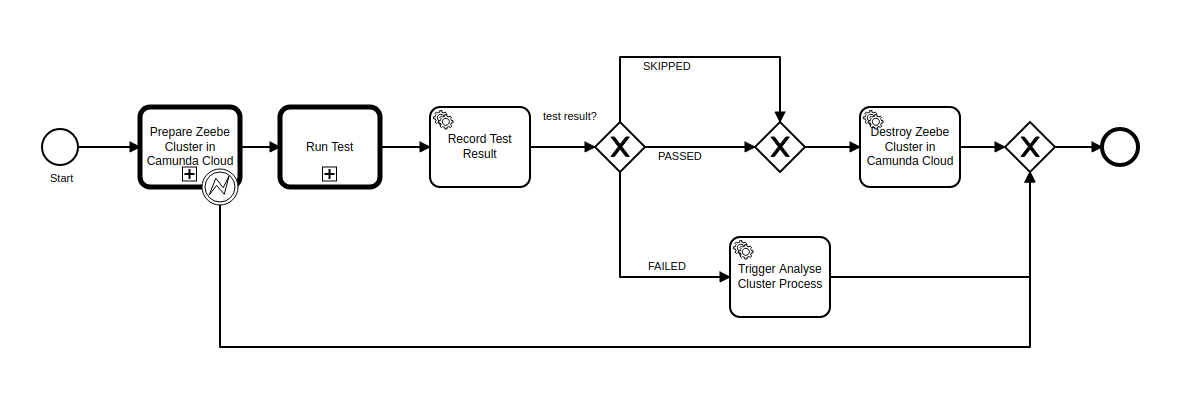 Start
Prepare Zeebe
Cluster in
Camunda Cloud
Run Test
Record Test
Result
test result?
SKIPPED
PASSED
FAILED
Trigger Analyse
Cluster Process
Destroy Zeebe
Cluster in
Camunda Cloud